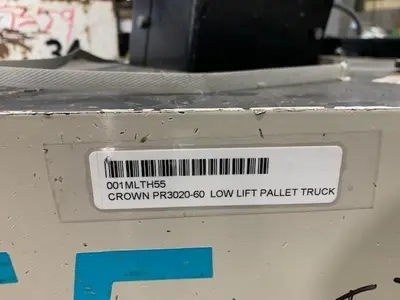 001MLTH55
CROWN PR3020-60 LOW LIFT PALLET TRUCK